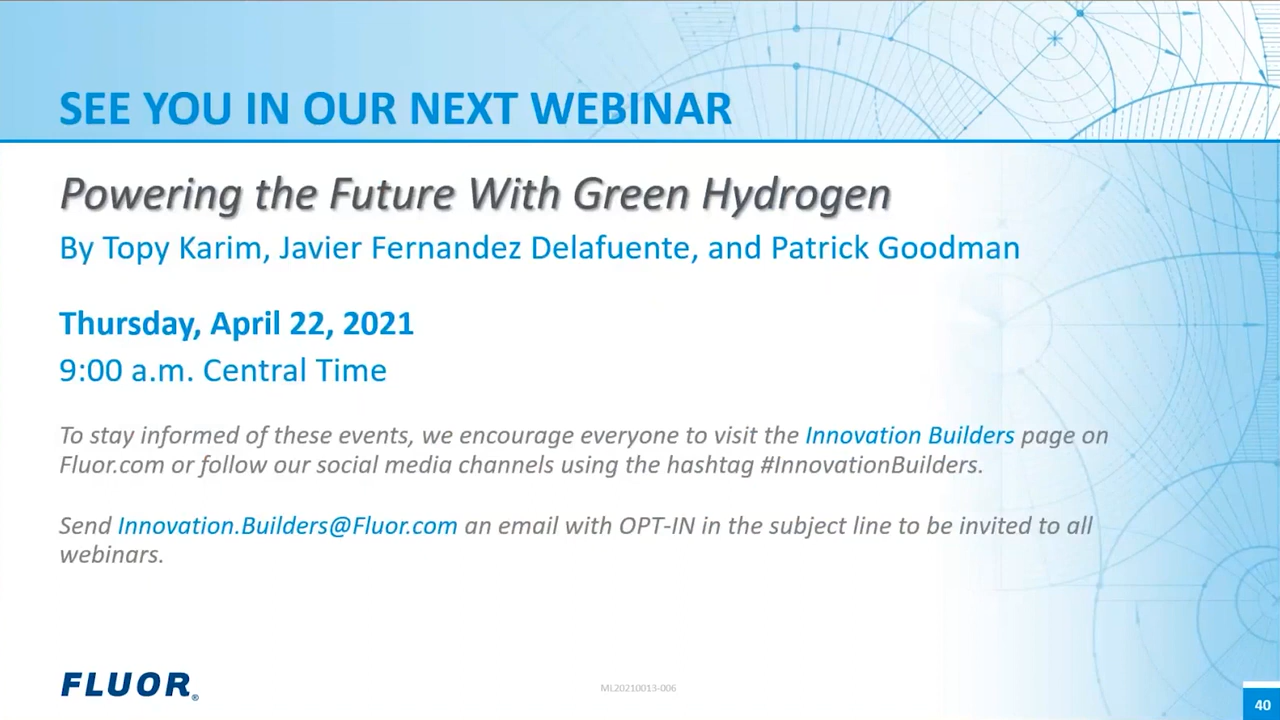 SEE YOU IN OUR NEXT WEBINAR
Powering the Future With Green Hydrogen
By Topy Karim, Javier Fernandez Delafuente, and Patrick Goodman
Thursday, April 22, 2021
9:00 a.m. Central Time
To stay informed of these events, we encourage everyone to visit the Innovation Builders page on
Fluor.com or follow our social media channels using the hashtag #InnovationBuilders.
Send Innovation.Builders@Fluor.com an email with OPT-IN in the subject line to be invited to all
webinars.
FLUOR®
ML20210013-006
40